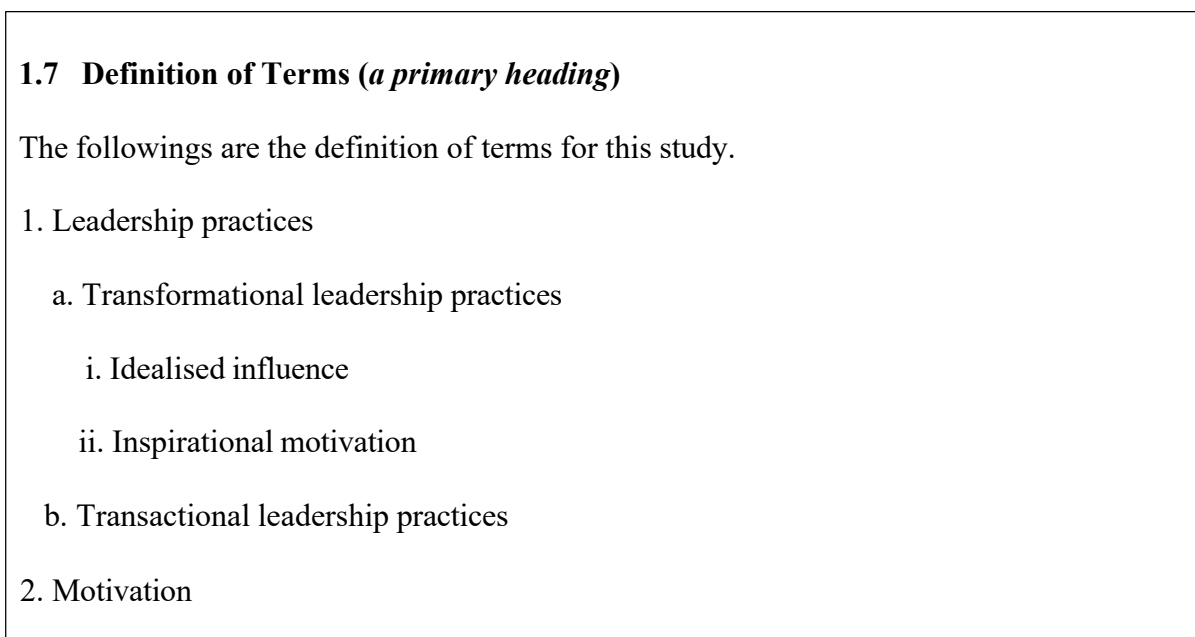 1.7 Definition of Terms (a primary heading)
The followings are the definition of terms for this study.
1. Leadership practices
a. Transformational leadership practices
i. Idealised influence
ii. Inspirational motivation
b. Transactional leadership practices
2. Motivation